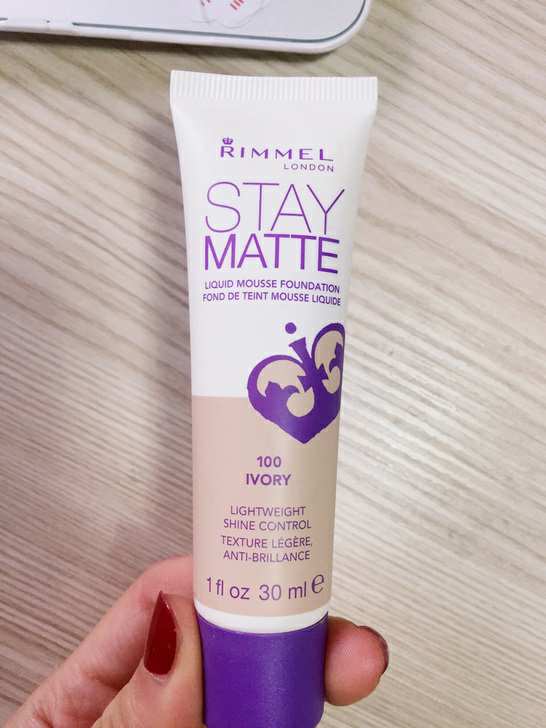 RIMMEL
LONDON
STAY
MATTE
LIQUID MOUSSE FOUNDATION
FOND DE TEINT MOUSSE LIQUIDE
100
IVORY
LIGHTWEIGHT
SHINE CONTROL
TEXTURE LÉGÈRE,
ANTI-BRILLANCE
1 fl oz 30 ml ℮